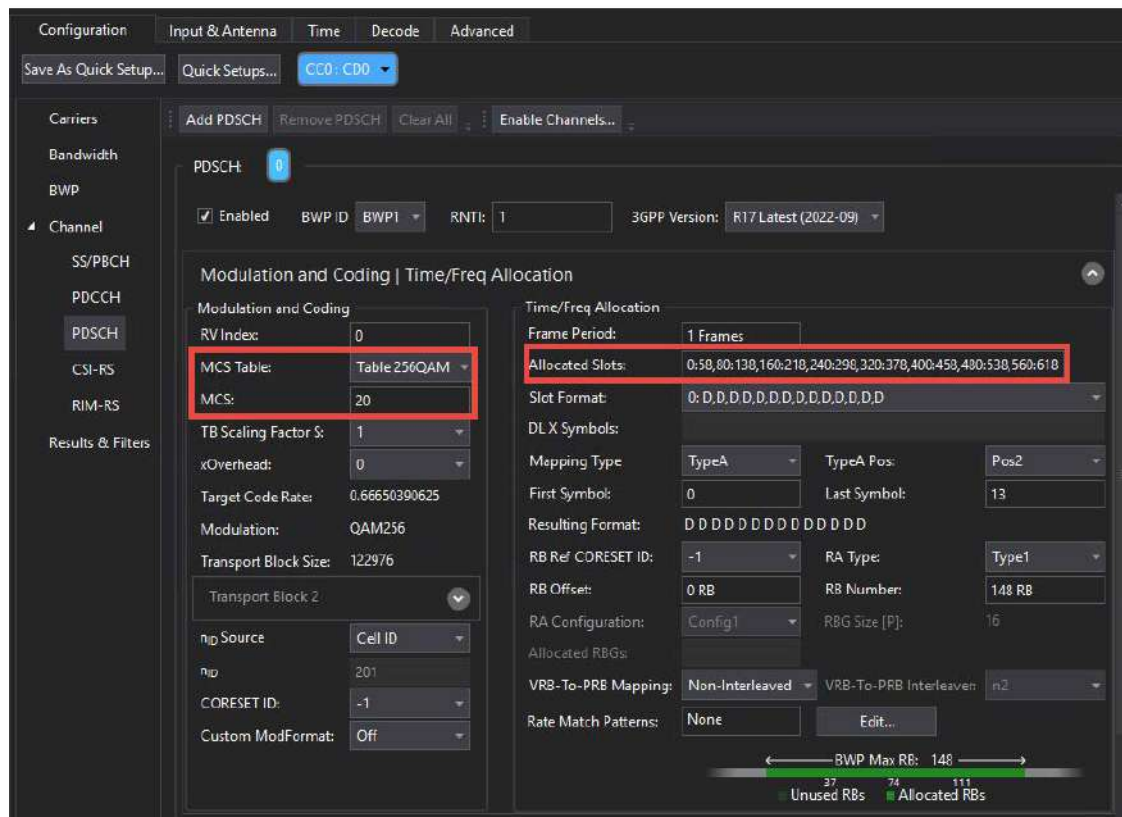 Configuration Input & Antenna Time Decode Advanced
Save As Quick Setup... Quick Setups... CC0 : CD0
Carriers
Bandwidth
BWP
Channel
SS/PBCH
PDCCH
PDSCH
CSI-RS
RIM-RS
Results & Filters
Add PDSCH Remove PDSCH Clear All Enable Channels...
PDSCH: 0
Enabled BWP ID BWP1 RNTI: 1 3GPP Version: R17 Latest (2022-09)
Modulation and Coding | Time/Freq Allocation
Modulation and Coding
RV Index: 0
MCS Table: Table 256QAM
MCS: 20
TB Scaling Factor S: 1
xOverhead: 0
Target Code Rate: 0.66650390625
Modulation: QAM256
Transport Block Size: 122976
Transport Block 2
nID Source Cell ID
nID 201
CORESET ID: -1
Custom ModFormat: Off
Time/Freq Allocation
Frame Period: 1 Frames
Allocated Slots: 0:58,80:138,160:218,240:298,320:378,400:458,480:538,560:618
Slot Format: 0: D,D,D,D,D,D,D,D,D,D,D,D,D,D
DL X Symbols:
Mapping Type TypeA TypeA Pos: Pos2
First Symbol: 0 Last Symbol: 13
Resulting Format: D D D D D D D D D D D D D D
RB Ref CORESET ID: -1 RA Type: Type1
RB Offset: 0 RB RB Number: 148 RB
RA Configuration: Config1 RBG Size [P]: 16
Allocated RBGs:
VRB-To-PRB Mapping: Non-Interleaved VRB-To-PRB Interleaver: n2
Rate Match Patterns: None Edit...
BWP Max RB: 148
37 74 111
Unused RBs Allocated RBs